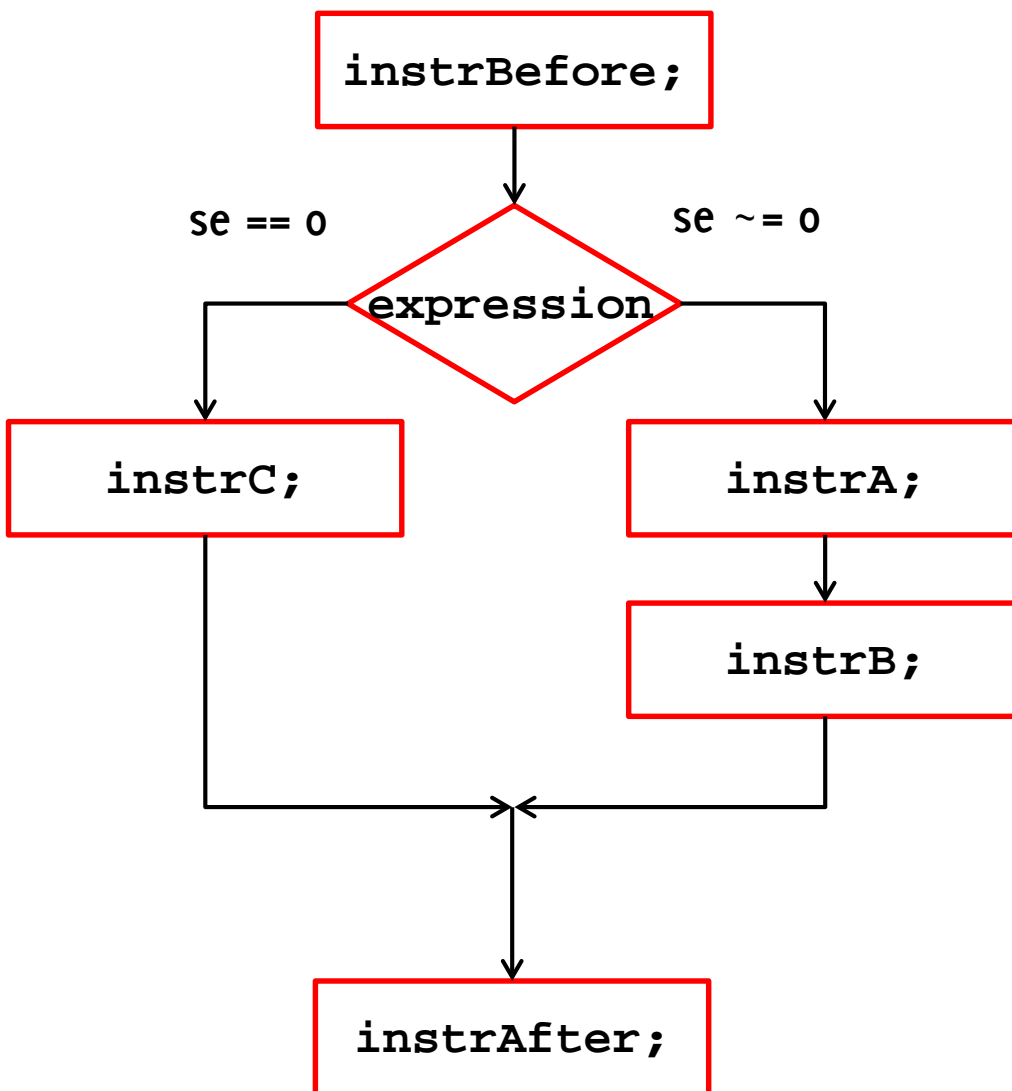 instrBefore;
se == 0
se ~= 0
expression
instrC;
instrA;
instrB;
instrAfter;